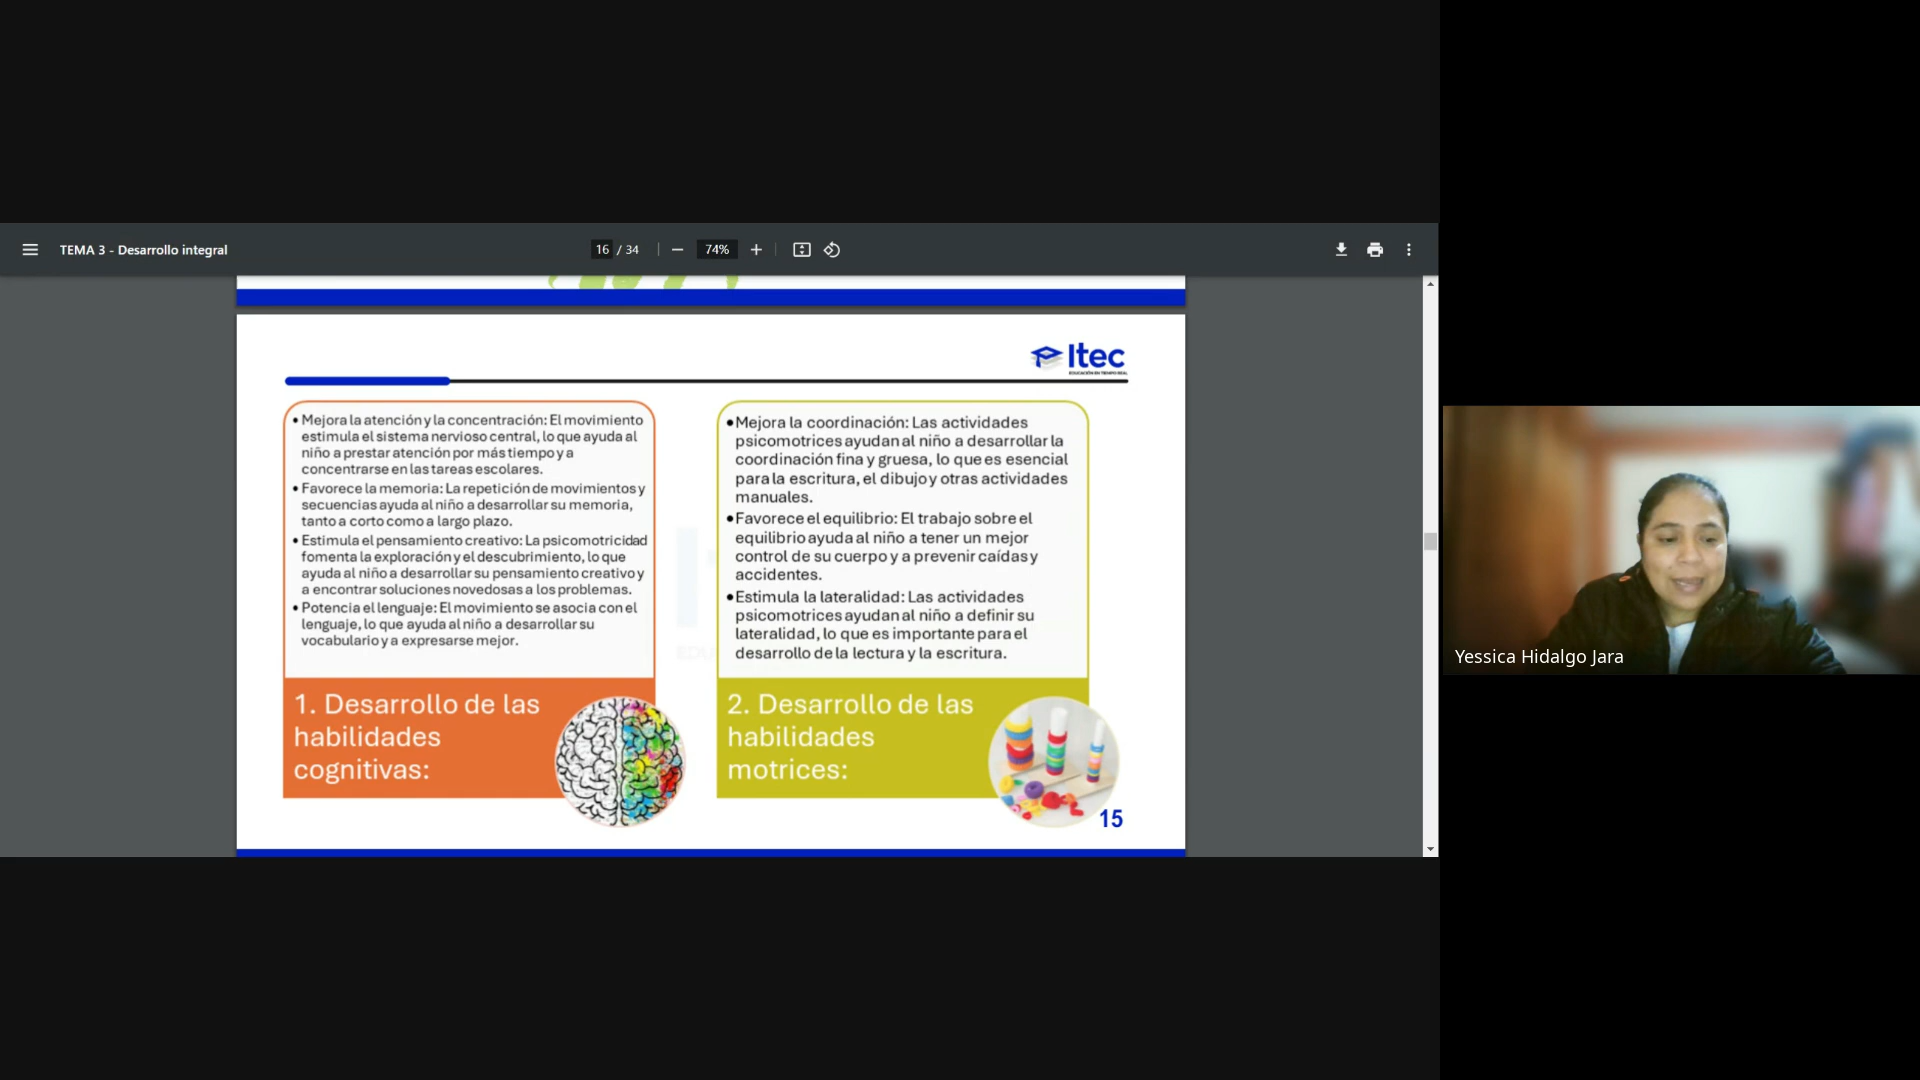 TEMA 3 - Desarrollo integral
16 / 34
74%
Itec
EDUCACIÓN EN TIEMPO REAL
• Mejora la atención y la concentración: El movimiento
estimula el sistema nervioso central, lo que ayuda al
niño a prestar atención por más tiempo y a
concentrarse en las tareas escolares.
• Favorece la memoria: La repetición de movimientos y
secuencias ayuda al niño a desarrollar su memoria,
tanto a corto como a largo plazo.
• Estimula el pensamiento creativo: La psicomotricidad
fomenta la exploración y el descubrimiento, lo que
ayuda al niño a desarrollar su pensamiento creativo y
a encontrar soluciones novedosas a los problemas.
• Potencia el lenguaje: El movimiento se asocia con el
lenguaje, lo que ayuda al niño a desarrollar su
vocabulario y a expresarse mejor.
1. Desarrollo de las
habilidades
cognitivas:
• Mejora la coordinación: Las actividades
psicomotrices ayudan al niño a desarrollar la
coordinación fina y gruesa, lo que es esencial
para la escritura, el dibujo y otras actividades
manuales.
• Favorece el equilibrio: El trabajo sobre el
equilibrio ayuda al niño a tener un mejor
control de su cuerpo y a prevenir caídas y
accidentes.
• Estimula la lateralidad: Las actividades
psicomotrices ayudan al niño a definir su
lateralidad, lo que es importante para el
desarrollo de la lectura y la escritura.
2. Desarrollo de las
habilidades
motrices:
15
Yessica Hidalgo Jara